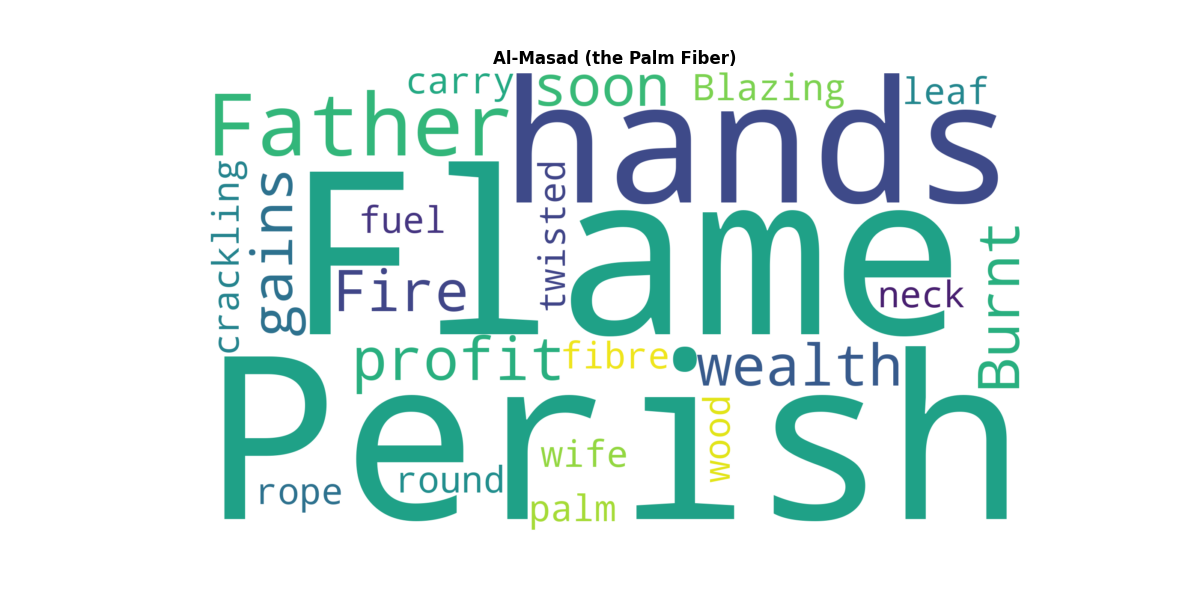 Al-Masad (the Palm Fiber)
carry
soon
Blazing
leaf
Father
hands
crackling
gains
Flame
fuel
twisted
Fire
neck
Burnt
profit
fibre
wealth
Perish
wood
wife
round
rope
palm